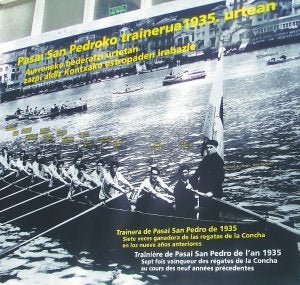 Pasai San Pedroko trainerua 1935. urtean
Aurreneko bederatzi urtetan
zazpi aldiz Kontxako estropaden irabazle
Trainera de Pasai San Pedro de 1935
Siete veces ganadora de las regatas de la Concha
en los nueve años anteriores
Trainière de Pasai San Pedro de l'an 1935
Sept fois vainqueur des régates de la Concha
au cours des neuf années précédentes